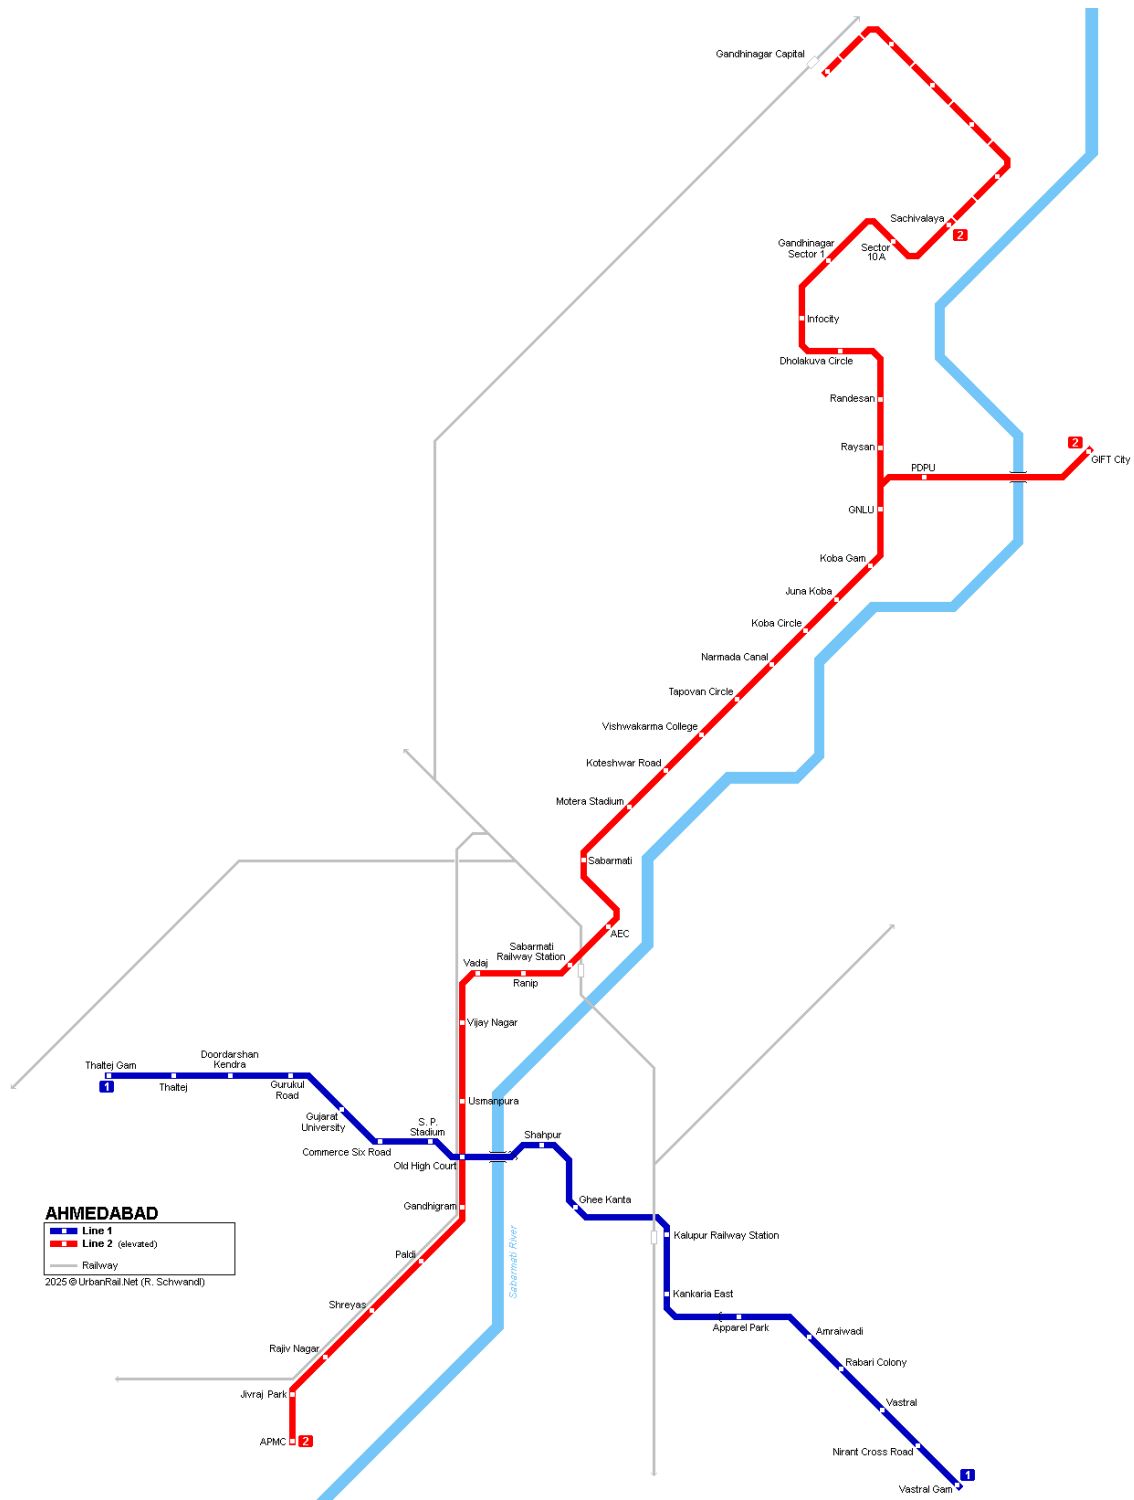 Gandhinagar Capital
Sachivalaya
2
Sector
10A
Gandhinagar
Sector 1
Infocity
Dholakuva Circle
Randesan
Raysan
2
GIFT City
PDPU
GNLU
Koba Gam
Juna Koba
Koba Circle
Narmada Canal
Tapovan Circle
Vishwakarma College
Koteshwar Road
Motera Stadium
Sabarmati
AEC
Sabarmati
Railway Station
Vadaj
Ranip
Vijay Nagar
Doordarshan
Kendra
Thaltej Gam
1
Thaltej
Gurukul
Road
Usmanpura
Gujarat
University
S. P.
Stadium
Commerce Six Road
Old High Court
Shahpur
Ghee Kanta
Gandhigram
AHMEDABAD
Line 1
Line 2 (elevated)
Railway
2025 © UrbanRail.Net (R. Schwandl)
Kalupur Railway Station
Paldi
Sabarmati River
Kankaria East
Shreyas
Apparel Park
Amraiwadi
Rajiv Nagar
Rabari Colony
Jivraj Park
Vastral
APMC
2
Nirant Cross Road
1
Vastral Gam